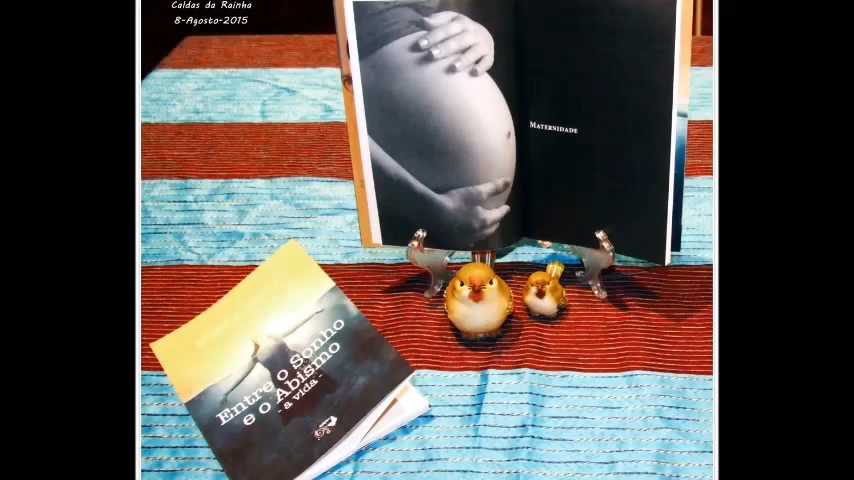 Caldas da Rainha
8-Agosto-2015
MATERNIDADE
Entre o Sonho
e o Abismo
- a vida -